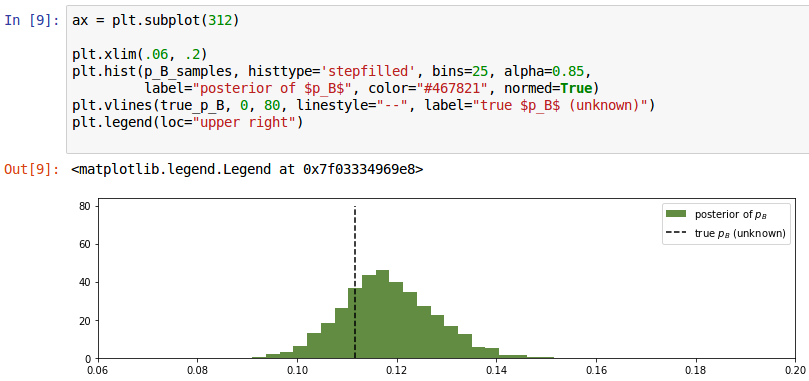 In [9]: ax = plt.subplot(312)
plt.xlim(.06, .2)
plt.hist(p_B_samples, histtype='stepfilled', bins=25, alpha=0.85,
label="posterior of $p_B$", color="#467821", normed=True)
plt.vlines(true_p_B, 0, 80, linestyle="--", label="true $p_B$ (unknown)")
plt.legend(loc="upper right")
Out[9]: <matplotlib.legend.Legend at 0x7f03334969e8>
80
posterior of p_B
true p_B (unknown)
60
40
20
0
0.06 0.08 0.10 0.12 0.14 0.16 0.18 0.20